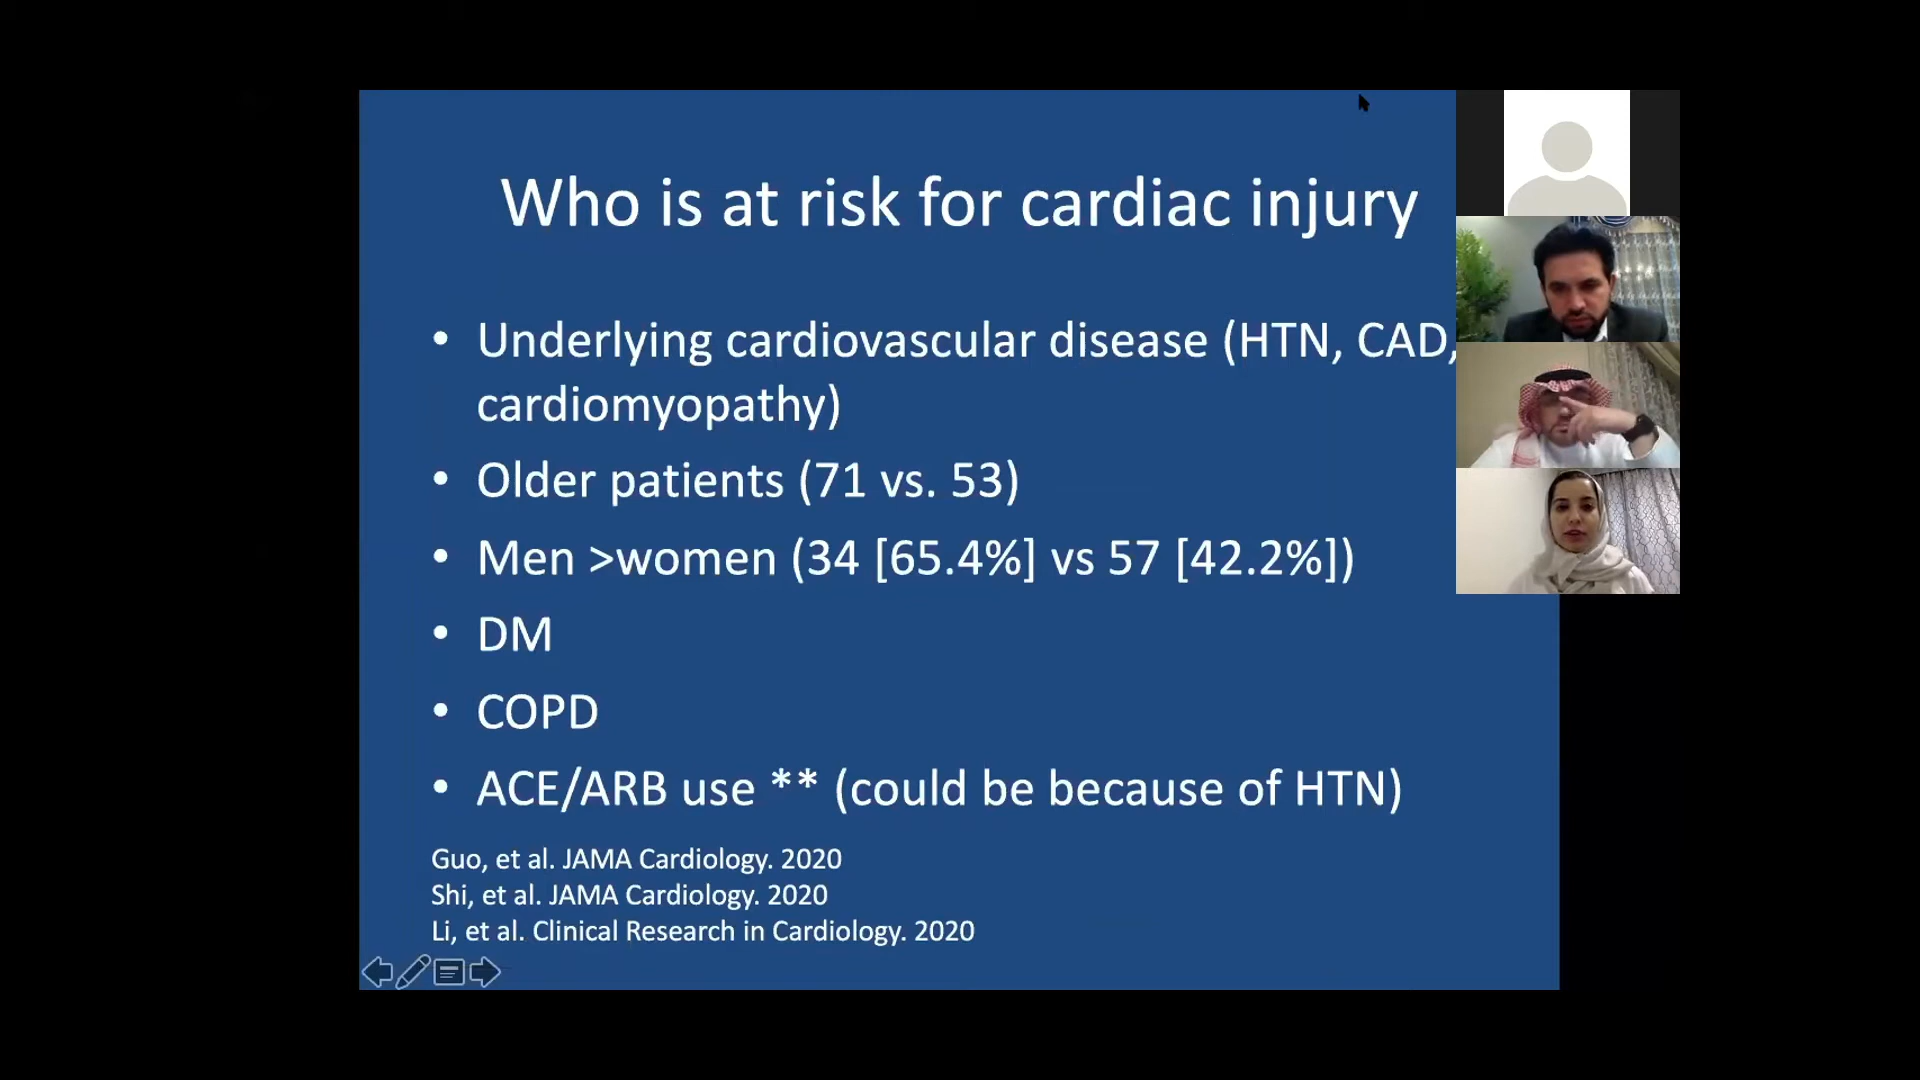 Who is at risk for cardiac injury
• Underlying cardiovascular disease (HTN, CAD,
cardiomyopathy)
• Older patients (71 vs. 53)
• Men >women (34 [65.4%] vs 57 [42.2%])
• DM
• COPD
• ACE/ARB use ** (could be because of HTN)
Guo, et al. JAMA Cardiology. 2020
Shi, et al. JAMA Cardiology. 2020
Li, et al. Clinical Research in Cardiology. 2020